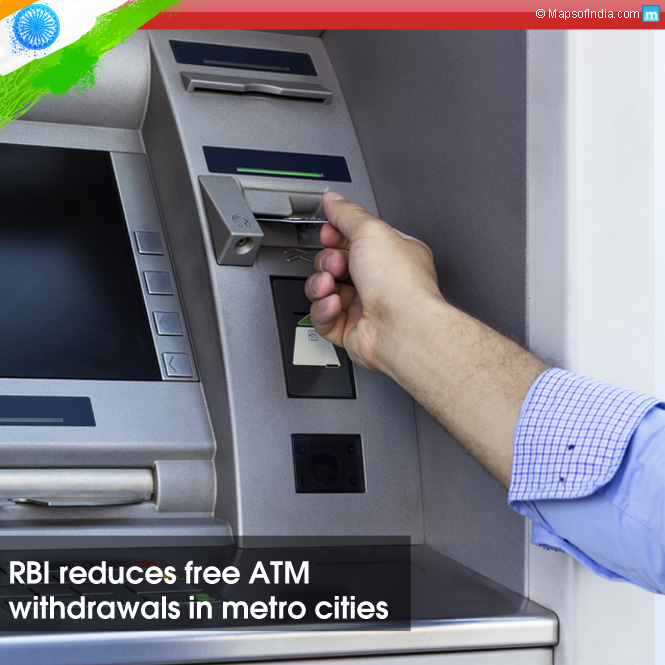 © MapsofIndia.com m
RBI reduces free ATM
withdrawals in metro cities